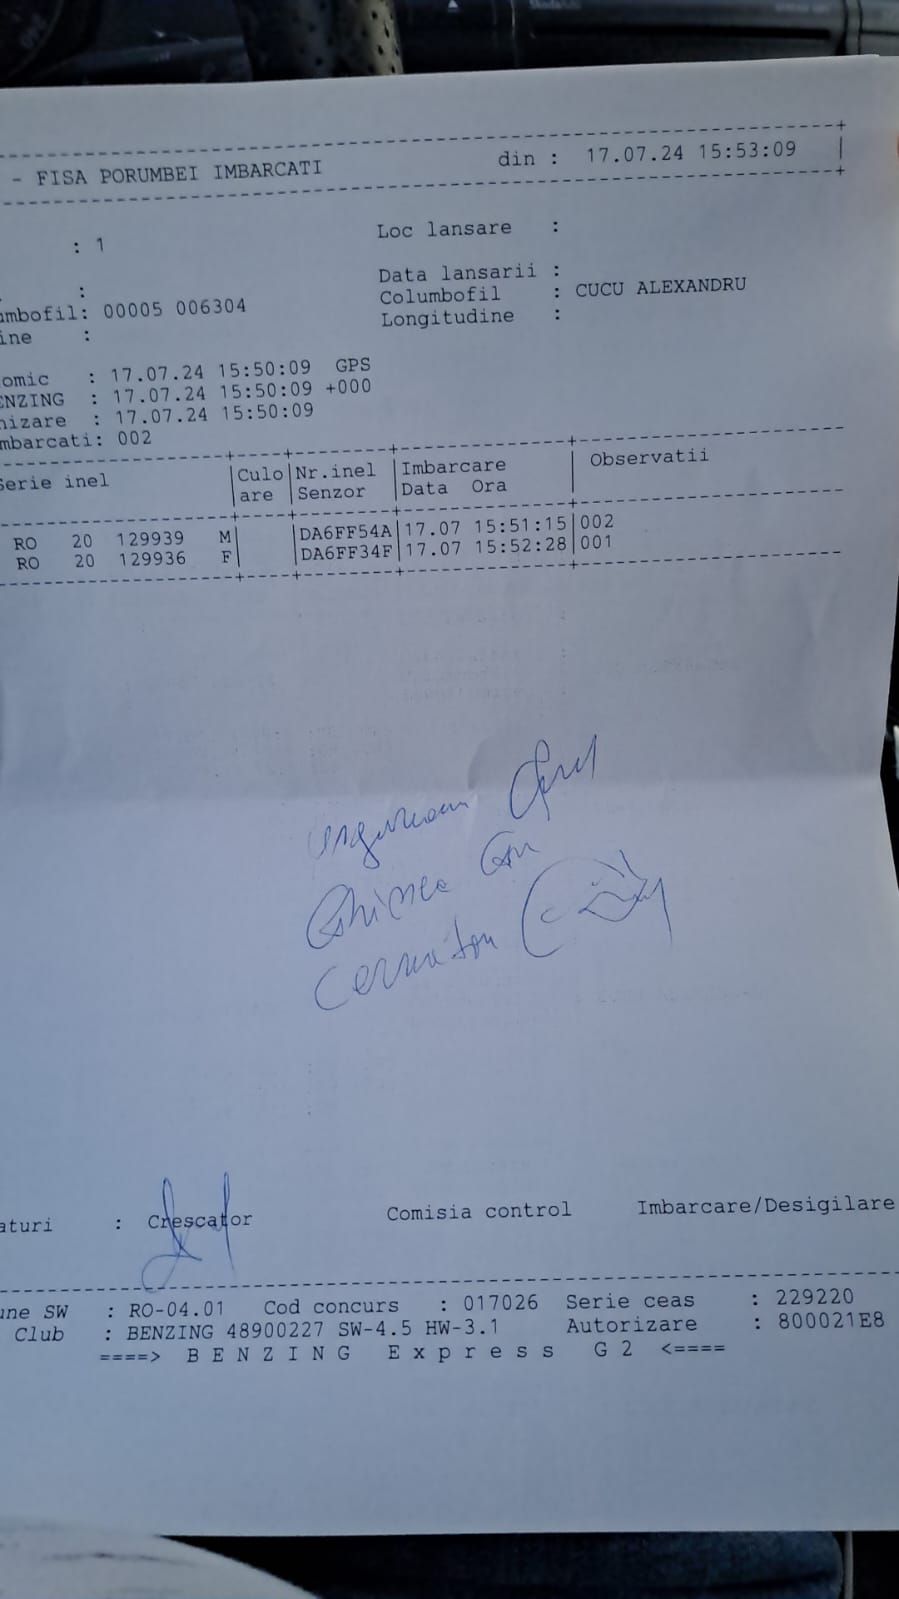 - FISA PORUMBEI IMBARCATI din : 17.07.24 15:53:09
: 1 Loc lansare :
: Data lansarii :
mbofil: 00005 006304 Columbofil : CUCU ALEXANDRU
ine : Longitudine :
omic : 17.07.24 15:50:09 GPS
ENZING : 17.07.24 15:50:09 +000
nizare : 17.07.24 15:50:09
mbarcati: 002
Serie inel |Culo|Nr.inel |Imbarcare | Observatii
|are |Senzor |Data Ora |
RO 20 129939 M| |DA6FF54A|17.07 15:51:15|002
RO 20 129936 F| |DA6FF34F|17.07 15:52:28|001
aturi : Crescator Comisia control Imbarcare/Desigilare
une SW : RO-04.01 Cod concurs : 017026 Serie ceas : 229220
Club : BENZING 48900227 SW-4.5 HW-3.1 Autorizare : 800021E8
====> B E N Z I N G E x p r e s s G 2 <====